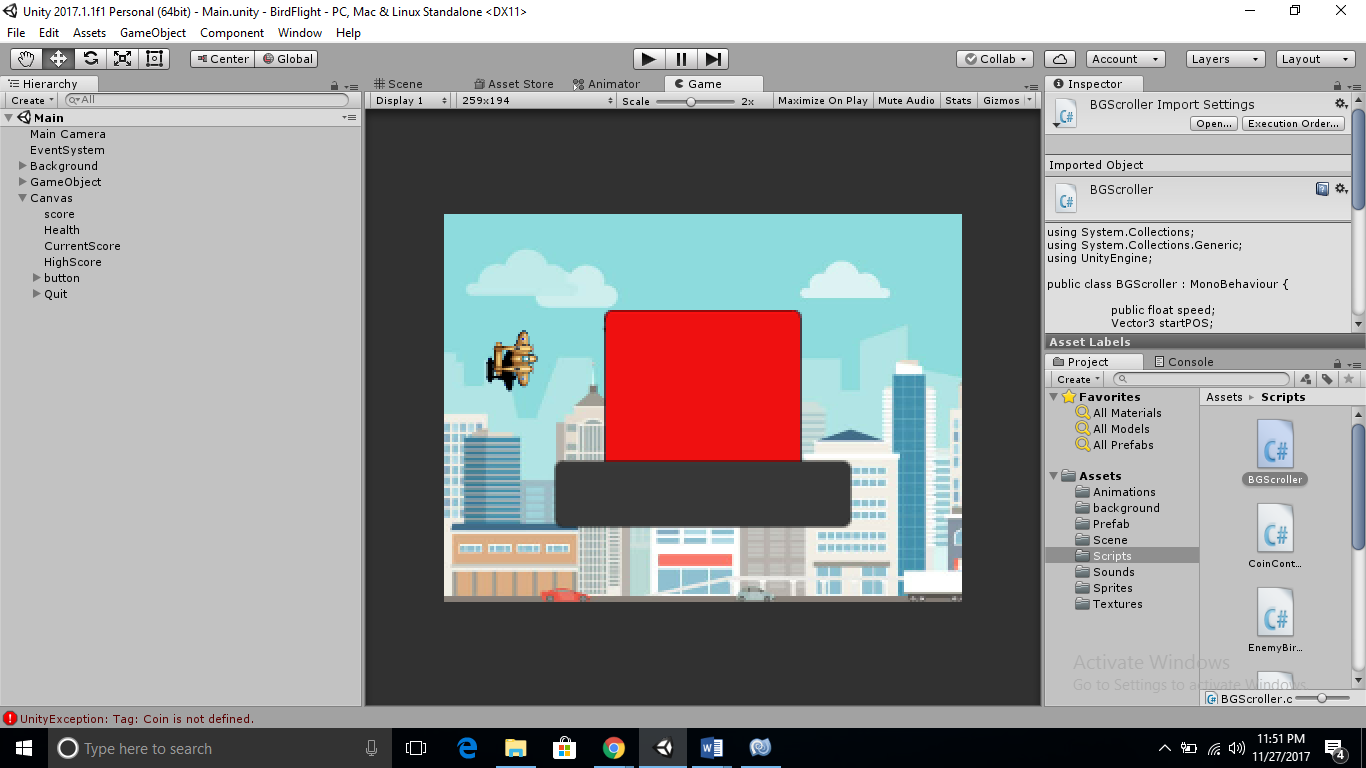 Unity 2017.1.1f1 Personal (64bit) - Main.unity - BirdFlight - PC, Mac & Linux Standalone <DX11>
File Edit Assets GameObject Component Window Help
Center Global Collab Account Layers Layout
Hierarchy
Create All
Main
Main Camera
EventSystem
Background
GameObject
Canvas
score
Health
CurrentScore
HighScore
button
Quit
Scene Asset Store Animator Game
Display 1 259x194 Scale 2x Maximize On Play Mute Audio Stats Gizmos
Inspector
BGScroller Import Settings
Open... Execution Order...
Imported Object
BGScroller
using System.Collections;
using System.Collections.Generic;
using UnityEngine;
public class BGScroller : MonoBehaviour {
public float speed;
Vector3 startPOS;
Asset Labels
Project Console
Create
Favorites
All Materials
All Models
All Prefabs
Assets
Animations
background
Prefab
Scene
Scripts
Sounds
Sprites
Textures
Assets Scripts
BGScroller
CoinCont...
EnemyBir...
BGScroller.c
Activate Windows
Go to Settings to activate Windows.
UnityException: Tag: Coin is not defined.
Type here to search
11:51 PM
11/27/2017
4